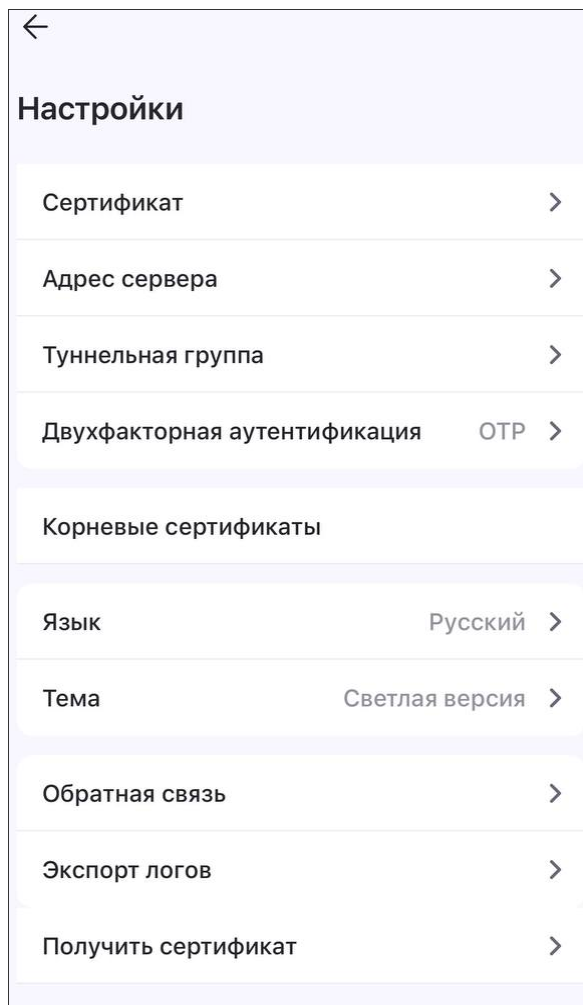 Настройки
Сертификат
Адрес сервера
Туннельная группа
Двухфакторная аутентификация OTP
Корневые сертификаты
Язык Русский
Тема Светлая версия
Обратная связь
Экспорт логов
Получить сертификат